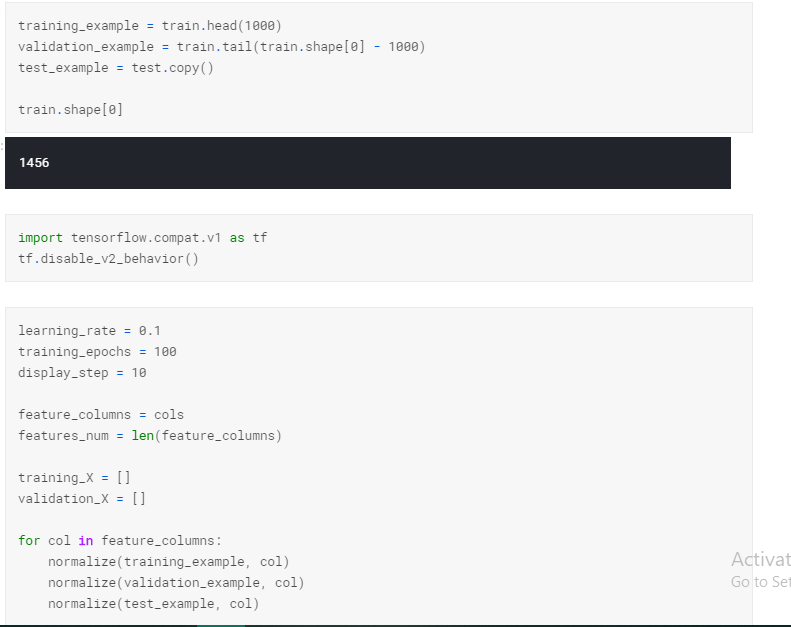 training_example = train.head(1000)
validation_example = train.tail(train.shape[0] - 1000)
test_example = test.copy()
train.shape[0]
1456
import tensorflow.compat.v1 as tf
tf.disable_v2_behavior()
learning_rate = 0.1
training_epochs = 100
display_step = 10
feature_columns = cols
features_num = len(feature_columns)
training_X = []
validation_X = []
for col in feature_columns:
    normalize(training_example, col)
    normalize(validation_example, col)
    normalize(test_example, col)
Activat
Go to Set